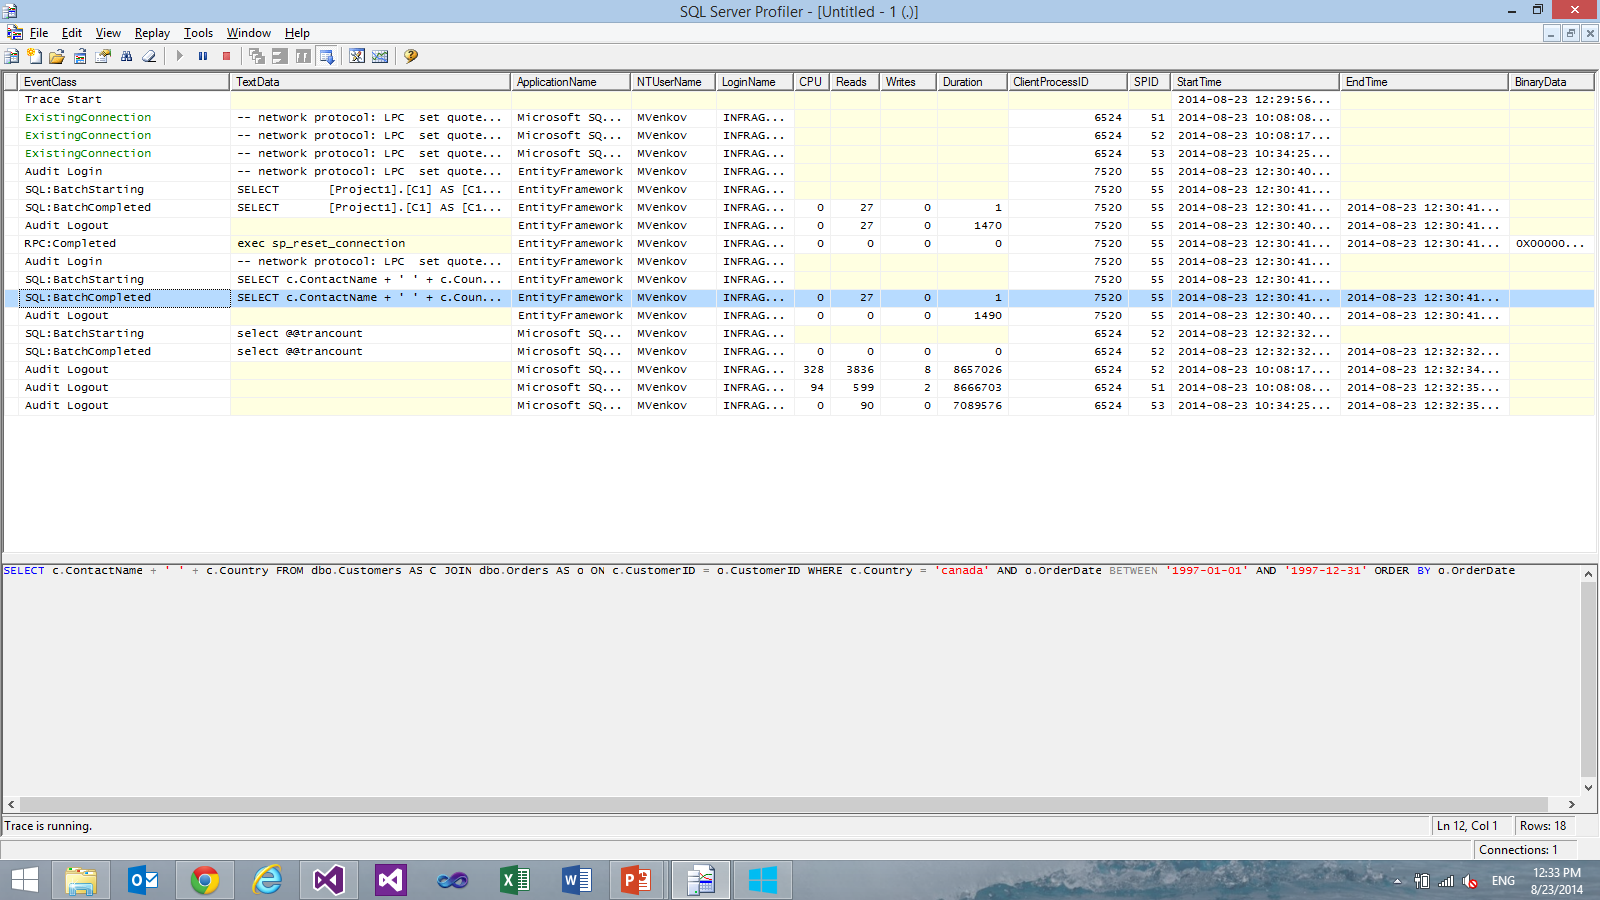 SQL Server Profiler - [Untitled - 1 (.)]
File Edit View Replay Tools Window Help
EventClass TextData ApplicationName NTUserName LoginName CPU Reads Writes Duration ClientProcessID SPID StartTime EndTime BinaryData
Trace Start 2014-08-23 12:29:56...
ExistingConnection -- network protocol: LPC set quote... Microsoft SQ... MVenkov INFRAG... 6524 51 2014-08-23 10:08:08...
ExistingConnection -- network protocol: LPC set quote... Microsoft SQ... MVenkov INFRAG... 6524 52 2014-08-23 10:08:17...
ExistingConnection -- network protocol: LPC set quote... Microsoft SQ... MVenkov INFRAG... 6524 53 2014-08-23 10:34:25...
Audit Login -- network protocol: LPC set quote... EntityFramework MVenkov INFRAG... 7520 55 2014-08-23 12:30:40...
SQL:BatchStarting SELECT [Project1].[C1] AS [C1... EntityFramework MVenkov INFRAG... 7520 55 2014-08-23 12:30:41...
SQL:BatchCompleted SELECT [Project1].[C1] AS [C1... EntityFramework MVenkov INFRAG... 0 27 0 1 7520 55 2014-08-23 12:30:41... 2014-08-23 12:30:41...
Audit Logout EntityFramework MVenkov INFRAG... 0 27 0 1470 7520 55 2014-08-23 12:30:40... 2014-08-23 12:30:41...
RPC:Completed exec sp_reset_connection EntityFramework MVenkov INFRAG... 0 0 0 0 7520 55 2014-08-23 12:30:41... 2014-08-23 12:30:41... 0X00000...
Audit Login -- network protocol: LPC set quote... EntityFramework MVenkov INFRAG... 7520 55 2014-08-23 12:30:41...
SQL:BatchStarting SELECT c.ContactName + ' ' + c.Coun... EntityFramework MVenkov INFRAG... 7520 55 2014-08-23 12:30:41...
SQL:BatchCompleted SELECT c.ContactName + ' ' + c.Coun... EntityFramework MVenkov INFRAG... 0 27 0 1 7520 55 2014-08-23 12:30:41... 2014-08-23 12:30:41...
Audit Logout EntityFramework MVenkov INFRAG... 0 0 0 1490 7520 55 2014-08-23 12:30:40... 2014-08-23 12:30:41...
SQL:BatchStarting select @@trancount Microsoft SQ... MVenkov INFRAG... 6524 52 2014-08-23 12:32:32...
SQL:BatchCompleted select @@trancount Microsoft SQ... MVenkov INFRAG... 0 0 0 0 6524 52 2014-08-23 12:32:32... 2014-08-23 12:32:32...
Audit Logout Microsoft SQ... MVenkov INFRAG... 328 3836 8 8657026 6524 52 2014-08-23 10:08:17... 2014-08-23 12:32:34...
Audit Logout Microsoft SQ... MVenkov INFRAG... 94 599 2 8666703 6524 51 2014-08-23 10:08:08... 2014-08-23 12:32:35...
Audit Logout Microsoft SQ... MVenkov INFRAG... 0 90 0 7089576 6524 53 2014-08-23 10:34:25... 2014-08-23 12:32:35...
SELECT c.ContactName + ' ' + c.Country FROM dbo.Customers AS C JOIN dbo.Orders AS o ON c.CustomerID = o.CustomerID WHERE c.Country = 'canada' AND o.OrderDate BETWEEN '1997-01-01' AND '1997-12-31' ORDER BY o.OrderDate
Trace is running. Ln 12, Col 1 Rows: 18
Connections: 1
ENG 12:33 PM
8/23/2014